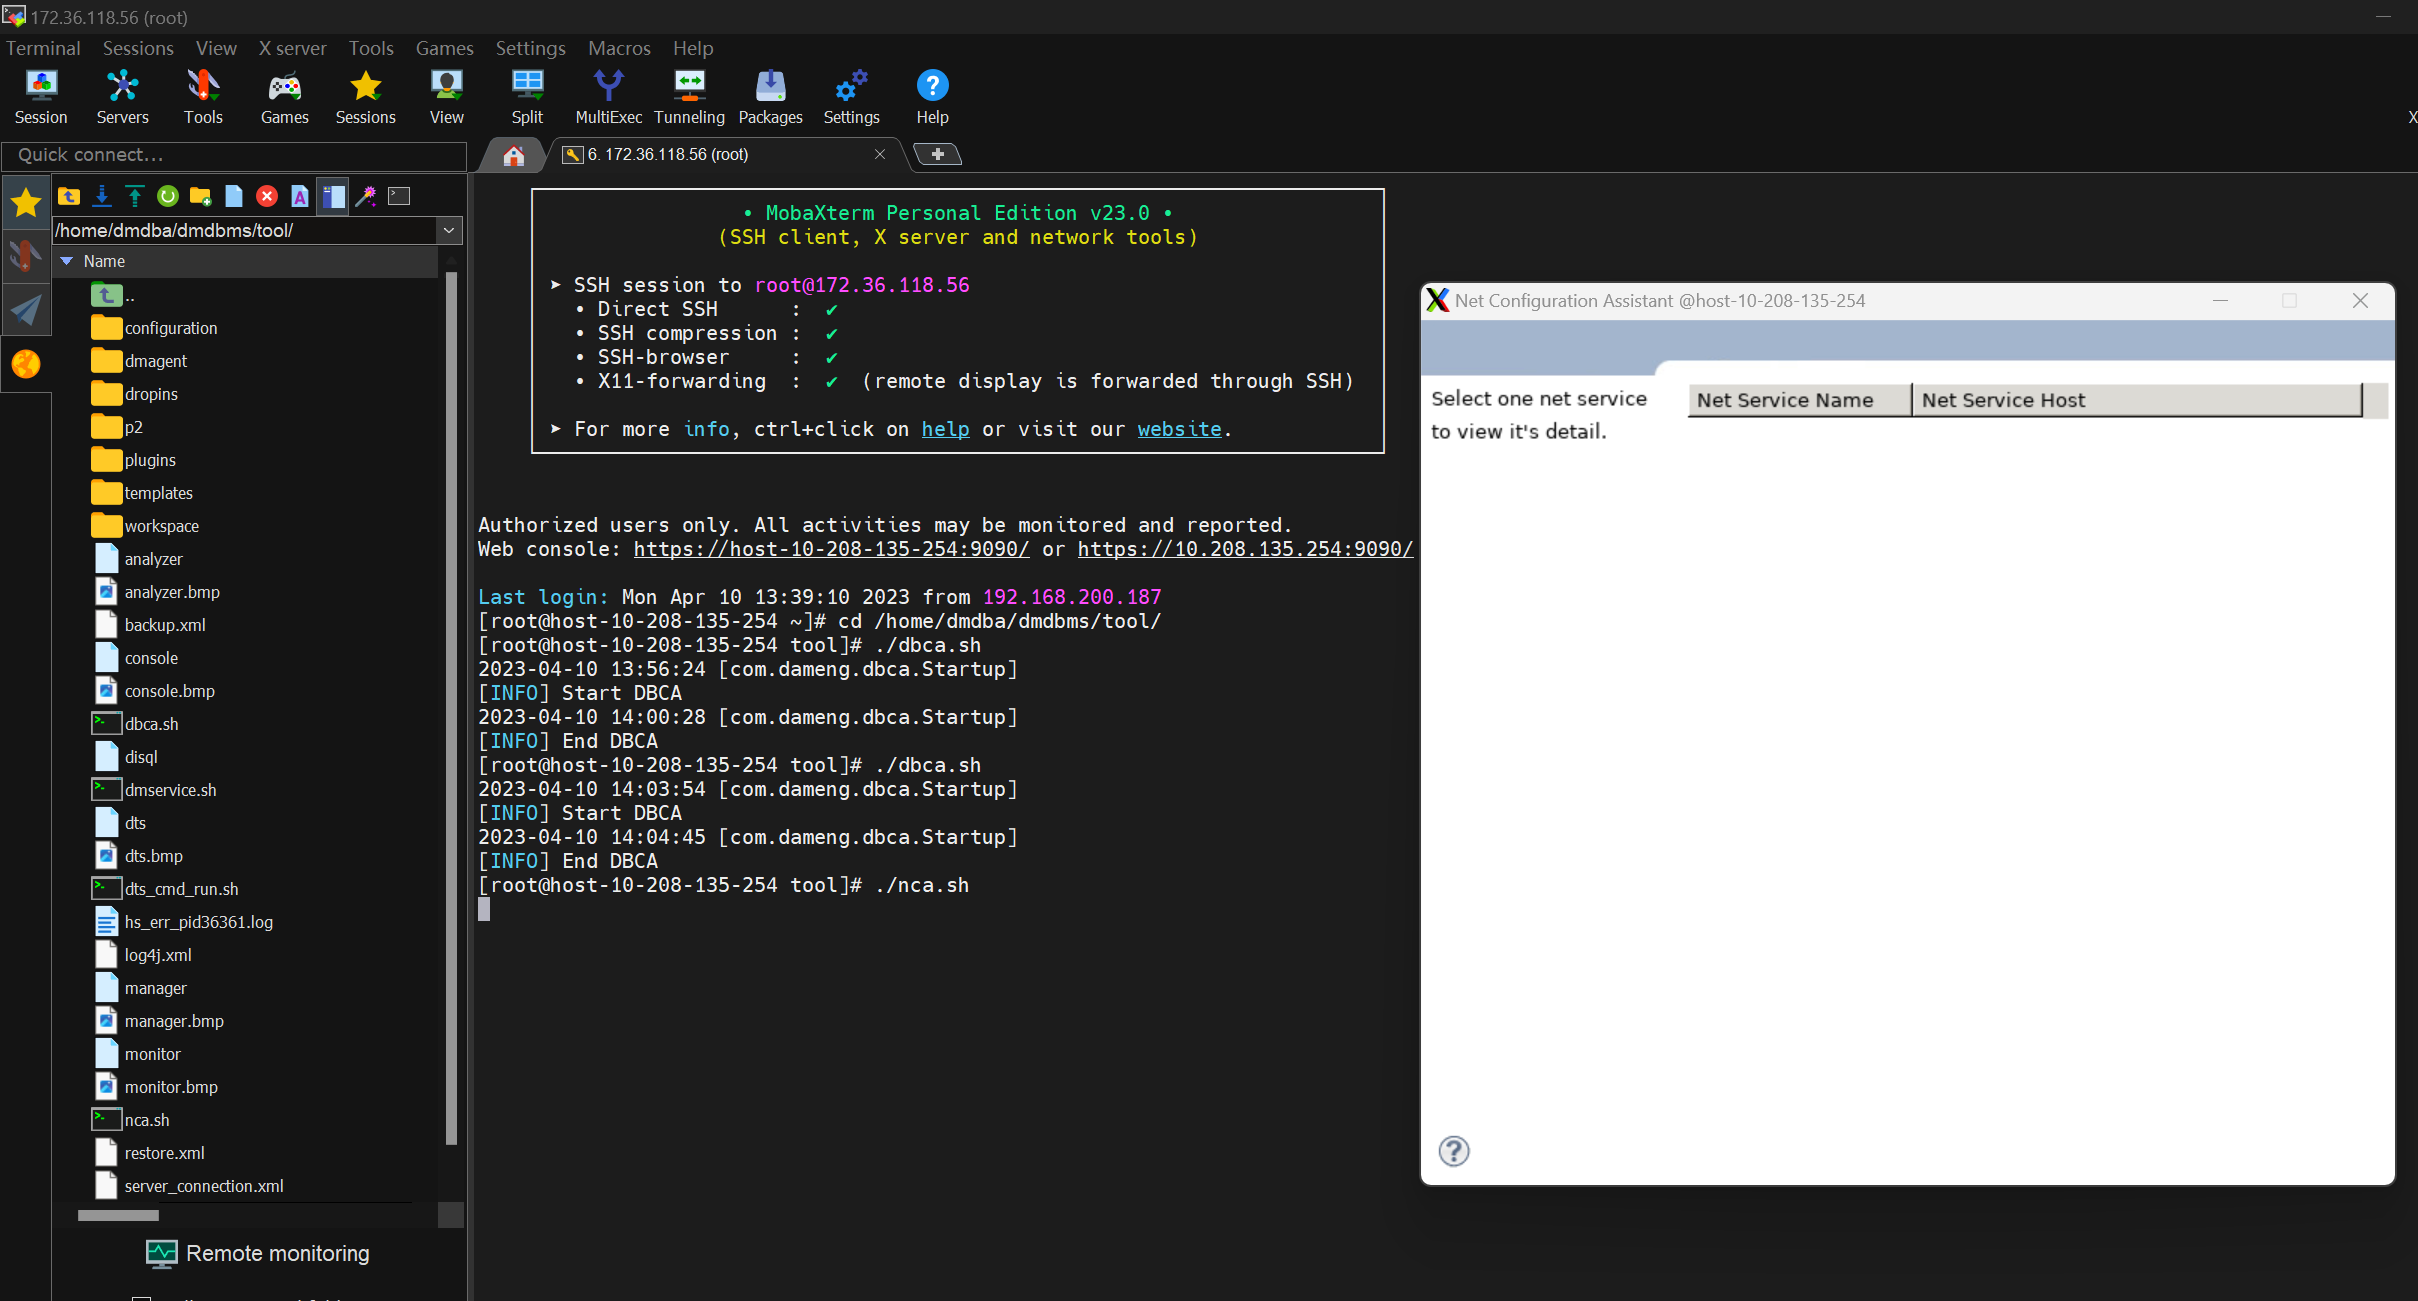 172.36.118.56 (root)
Terminal Sessions View X server Tools Games Settings Macros Help
Session Servers Tools Games Sessions View Split MultiExec Tunneling Packages Settings Help
X
Quick connect...
6. 172.36.118.56 (root)
/home/dmdba/dmdbms/tool/
Name
..
configuration
dmagent
dropins
p2
plugins
templates
workspace
analyzer
analyzer.bmp
backup.xml
console
console.bmp
dbca.sh
disql
dmservice.sh
dts
dts.bmp
dts_cmd_run.sh
hs_err_pid36361.log
log4j.xml
manager
manager.bmp
monitor
monitor.bmp
nca.sh
restore.xml
server_connection.xml
Remote monitoring
• MobaXterm Personal Edition v23.0 •
(SSH client, X server and network tools)
➤ SSH session to root@172.36.118.56
• Direct SSH : ✔
• SSH compression : ✔
• SSH-browser : ✔
• X11-forwarding : ✔ (remote display is forwarded through SSH)
➤ For more info, ctrl+click on help or visit our website.
Authorized users only. All activities may be monitored and reported.
Web console: https://host-10-208-135-254:9090/ or https://10.208.135.254:9090/
Last login: Mon Apr 10 13:39:10 2023 from 192.168.200.187
[root@host-10-208-135-254 ~]# cd /home/dmdba/dmdbms/tool/
[root@host-10-208-135-254 tool]# ./dbca.sh
2023-04-10 13:56:24 [com.dameng.dbca.Startup]
[INFO] Start DBCA
2023-04-10 14:00:28 [com.dameng.dbca.Startup]
[INFO] End DBCA
[root@host-10-208-135-254 tool]# ./dbca.sh
2023-04-10 14:03:54 [com.dameng.dbca.Startup]
[INFO] Start DBCA
2023-04-10 14:04:45 [com.dameng.dbca.Startup]
[INFO] End DBCA
[root@host-10-208-135-254 tool]# ./nca.sh
Net Configuration Assistant @host-10-208-135-254
Select one net service
to view it's detail.
Net Service Name Net Service Host